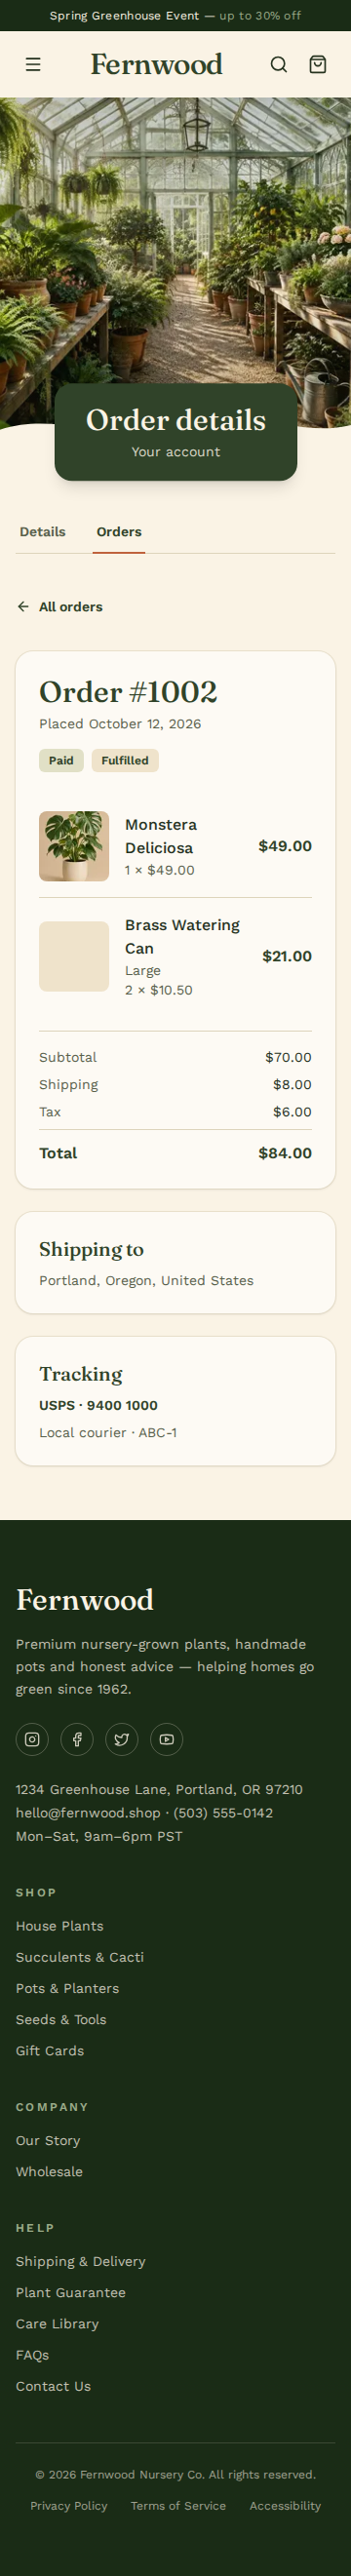 Spring Greenhouse Event — up to 30% off
Fernwood
Order details
Your account
Details Orders
All orders
Order #1002
Placed October 12, 2026
Paid Fulfilled
Monstera
Deliciosa
1 × $49.00
$49.00
Brass Watering
Can
Large
2 × $10.50
$21.00
Subtotal $70.00
Shipping $8.00
Tax $6.00
Total $84.00
Shipping to
Portland, Oregon, United States
Tracking
USPS · 9400 1000
Local courier · ABC-1
Fernwood
Premium nursery-grown plants, handmade
pots and honest advice — helping homes go
green since 1962.
1234 Greenhouse Lane, Portland, OR 97210
hello@fernwood.shop · (503) 555-0142
Mon–Sat, 9am–6pm PST
SHOP
House Plants
Succulents & Cacti
Pots & Planters
Seeds & Tools
Gift Cards
COMPANY
Our Story
Wholesale
HELP
Shipping & Delivery
Plant Guarantee
Care Library
FAQs
Contact Us
© 2026 Fernwood Nursery Co. All rights reserved.
Privacy Policy Terms of Service Accessibility